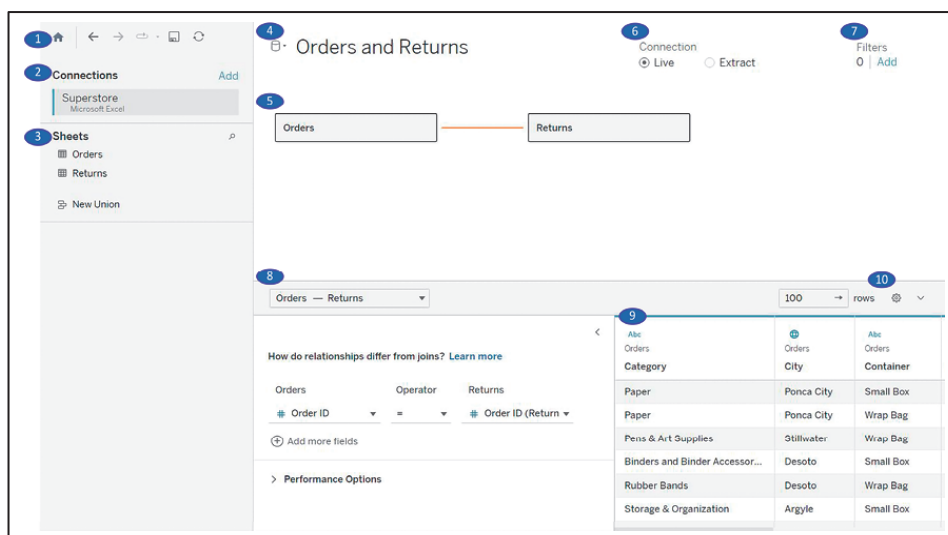 1
2 Connections Add
Superstore
Microsoft Excel
3 Sheets
Orders
Returns
New Union
4 Orders and Returns
6 Connection
Live Extract
7 Filters
0 | Add
5
Orders Returns
8
Orders — Returns
100 → rows 10
How do relationships differ from joins? Learn more
Orders Operator Returns
# Order ID = # Order ID (Return
Add more fields
> Performance Options
9
Abc Abc
Orders Orders Orders
Category City Container
Paper Ponca City Small Box
Paper Ponca City Wrap Bag
Pens & Art Supplies Stillwater Wrap Bag
Binders and Binder Accessor... Desoto Small Box
Rubber Bands Desoto Wrap Bag
Storage & Organization Argyle Small Box